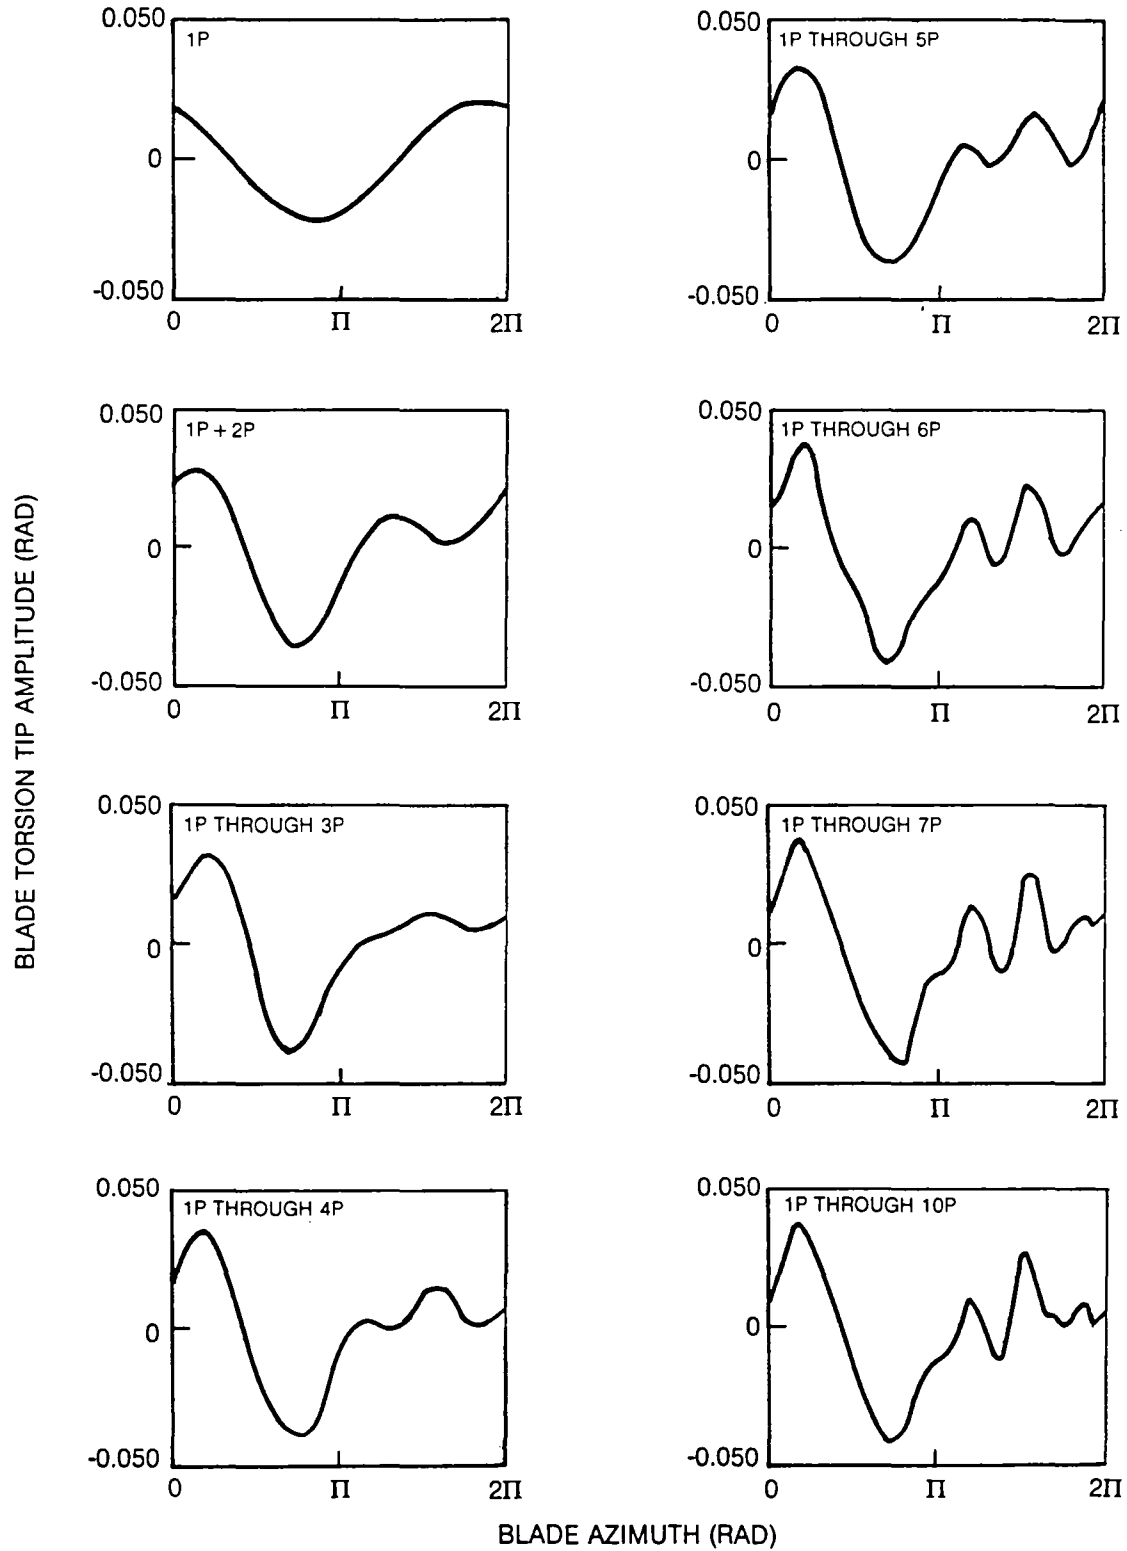 0.050
1P
0
-0.050
0 Π 2Π
0.050
1P + 2P
0
-0.050
0 Π 2Π
0.050
1P THROUGH 3P
0
-0.050
0 Π 2Π
0.050
1P THROUGH 4P
0
-0.050
0 Π 2Π
0.050
1P THROUGH 5P
0
-0.050
0 Π 2Π
0.050
1P THROUGH 6P
0
-0.050
0 Π 2Π
0.050
1P THROUGH 7P
0
-0.050
0 Π 2Π
0.050
1P THROUGH 10P
0
-0.050
0 Π 2Π
BLADE TORSION TIP AMPLITUDE (RAD)
BLADE AZIMUTH (RAD)